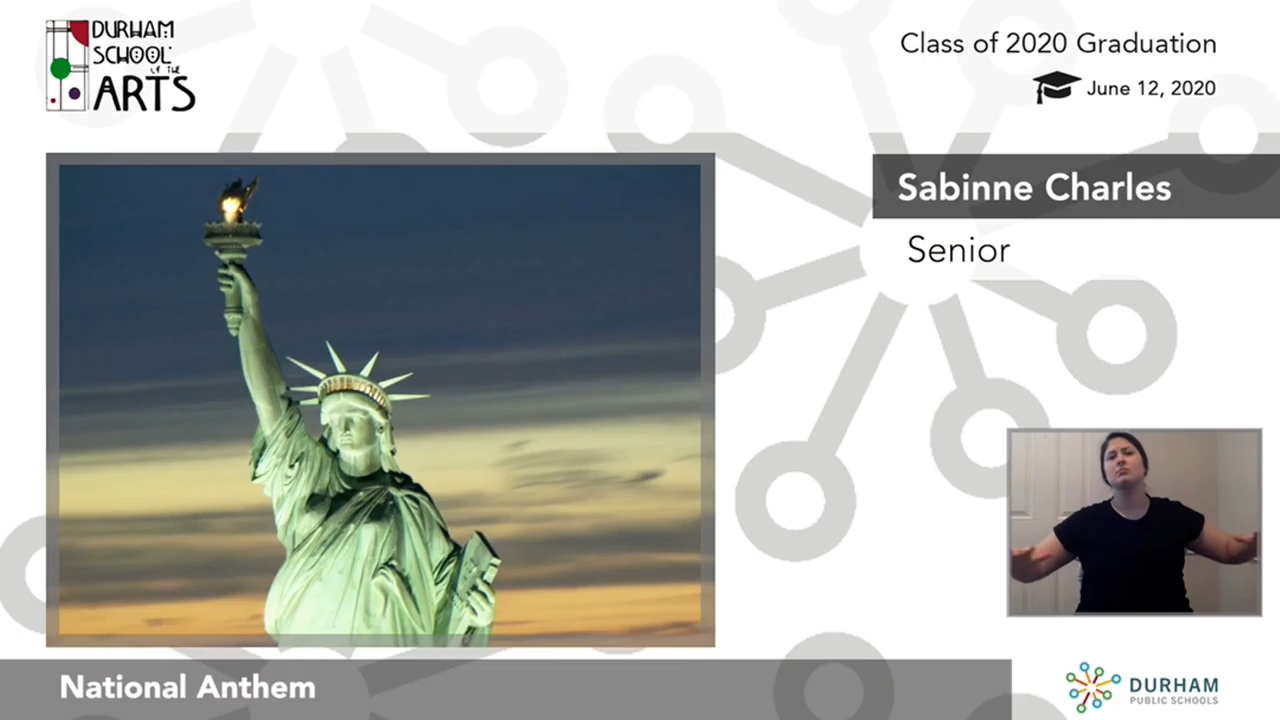 DURHAM
SCHOOL
OF THE
ARTS
Class of 2020 Graduation
June 12, 2020
Sabinne Charles
Senior
National Anthem
DURHAM
PUBLIC SCHOOLS